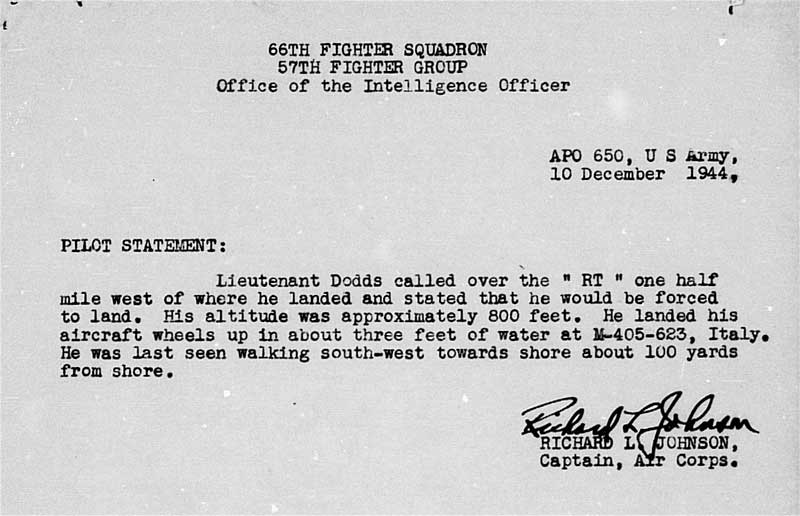 66TH FIGHTER SQUADRON
57TH FIGHTER GROUP
Office of the Intelligence Officer
APO 650, U S Army,
10 December 1944,
PILOT STATEMENT:
Lieutenant Dodds called over the " RT " one half
mile west of where he landed and stated that he would be forced
to land. His altitude was approximately 800 feet. He landed his
aircraft wheels up in about three feet of water at M-405-623, Italy.
He was last seen walking south-west towards shore about 100 yards
from shore.
Richard L. Johnson
RICHARD L. JOHNSON,
Captain, Air Corps.